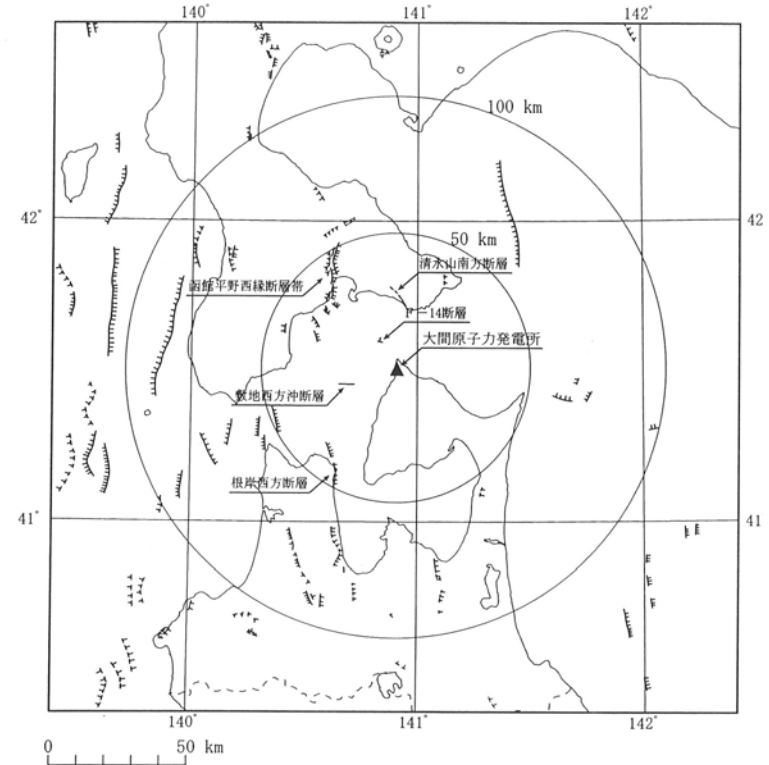 140° 141° 142°
100 km
42° 42
50 km
清水山南方断層
函館平野西縁断層帯
F－14断層
大間原子力発電所
敷地西方沖断層
根岸西方断層
41° 41
140° 141° 142°
0 50 km